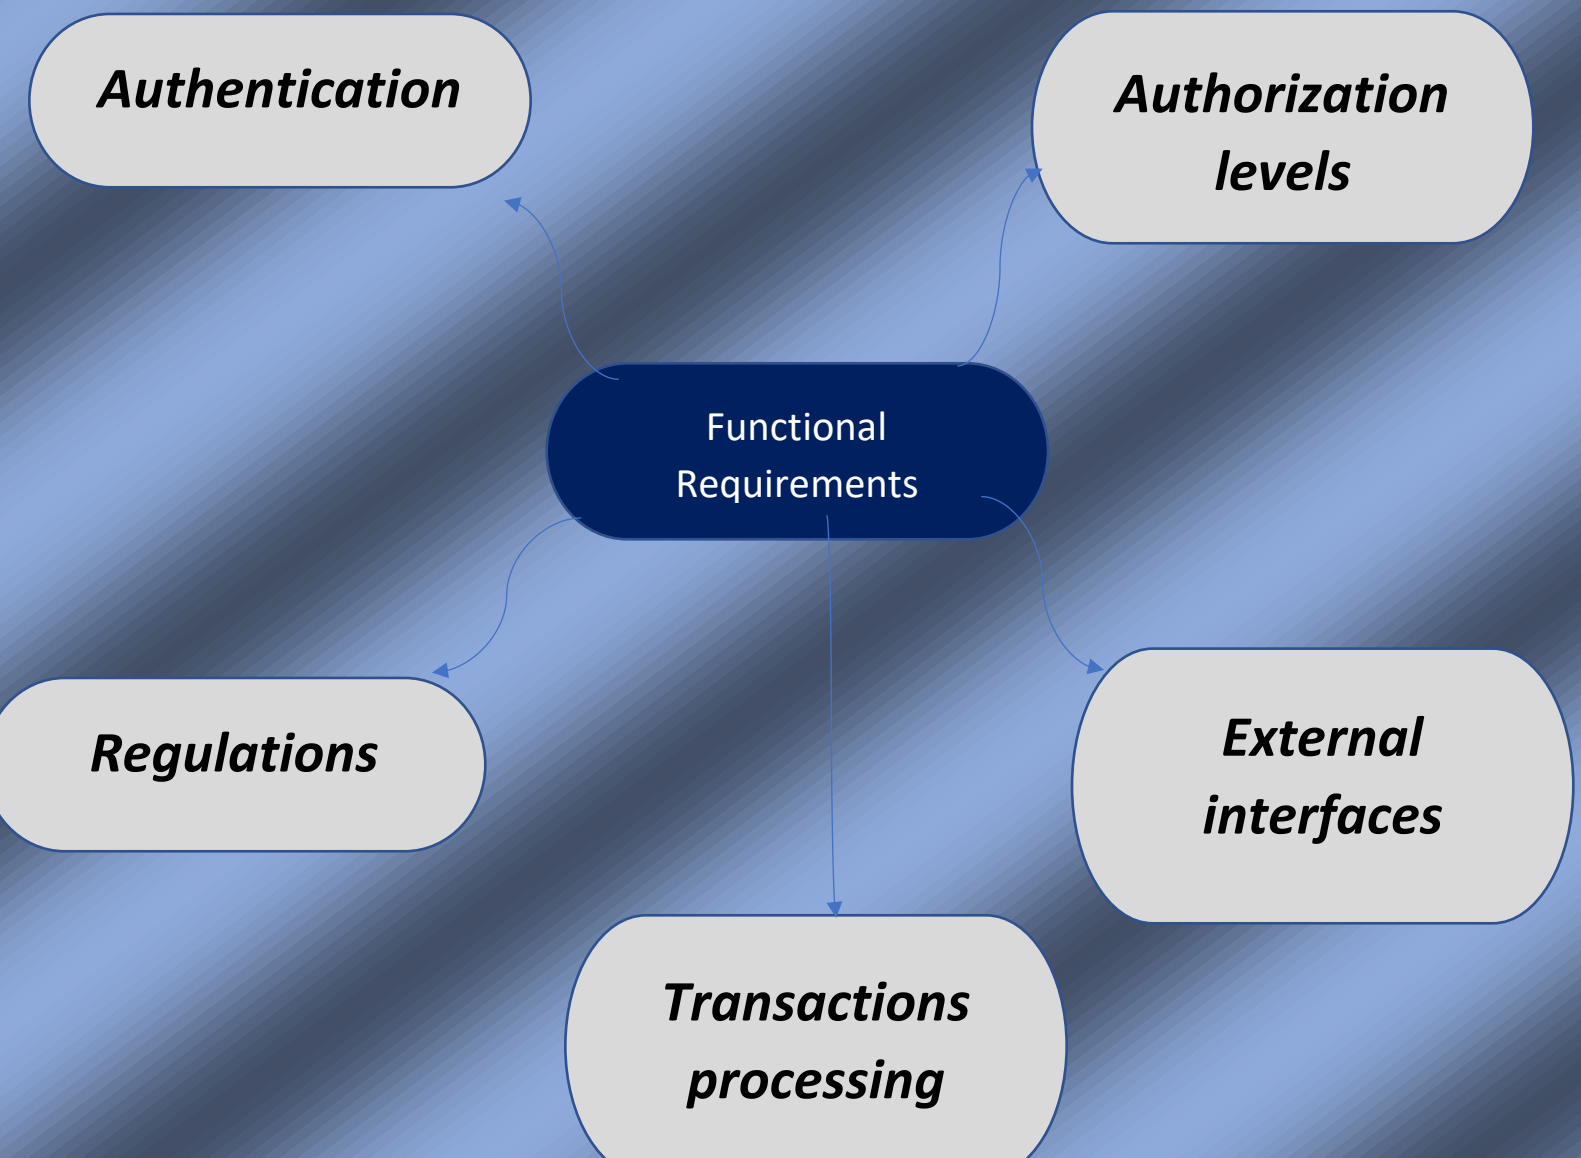 Authentication
Authorization
levels
Functional
Requirements
Regulations
External
interfaces
Transactions
processing